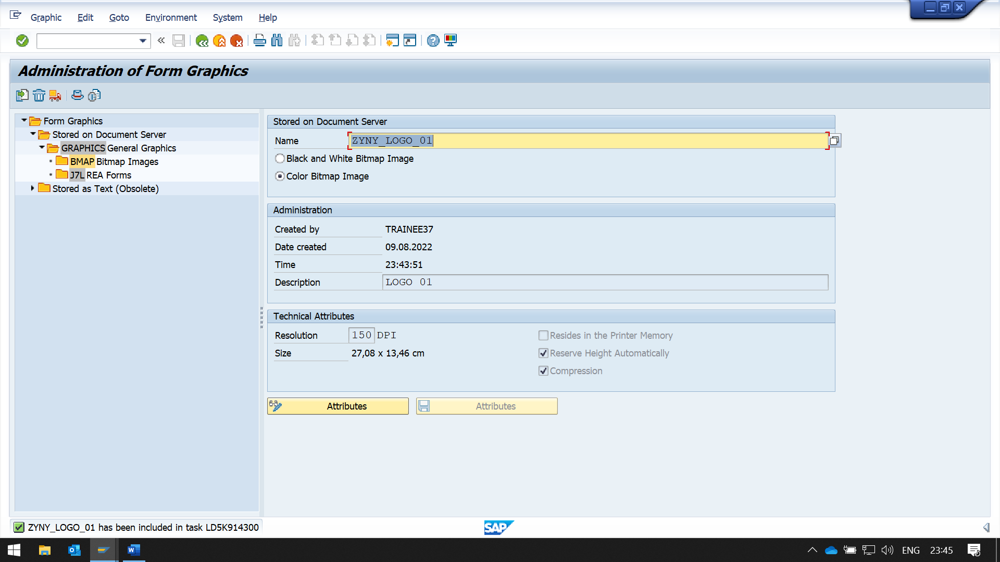 Graphic Edit Goto Environment System Help
Administration of Form Graphics
Form Graphics
Stored on Document Server
GRAPHICS General Graphics
BMAP Bitmap Images
J7L REA Forms
Stored as Text (Obsolete)
Stored on Document Server
Name ZYNY_LOGO_01
Black and White Bitmap Image
Color Bitmap Image
Administration
Created by TRAINEE37
Date created 09.08.2022
Time 23:43:51
Description LOGO 01
Technical Attributes
Resolution 150 DPI Resides in the Printer Memory
Size 27,08 x 13,46 cm Reserve Height Automatically
Compression
Attributes Attributes
ZYNY_LOGO_01 has been included in task LD5K914300 SAP
ENG 23:45